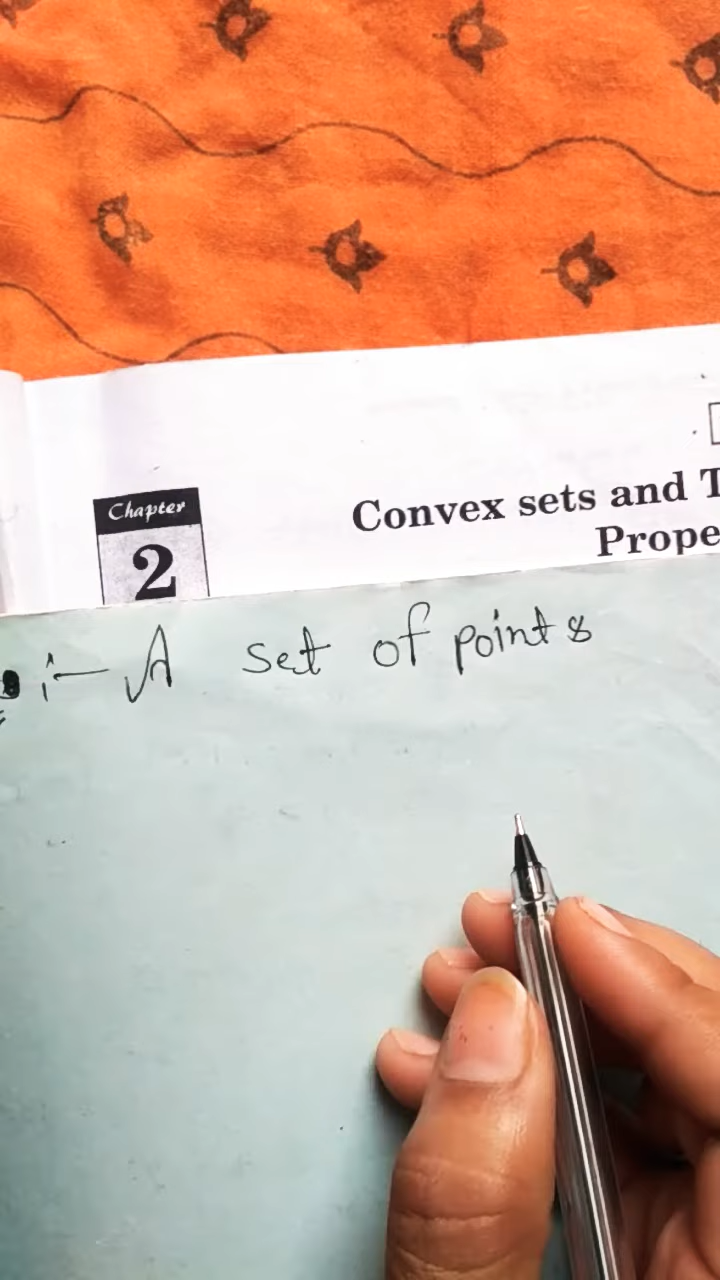 Chapter
2
Convex sets and T
Prope
:- A set of points